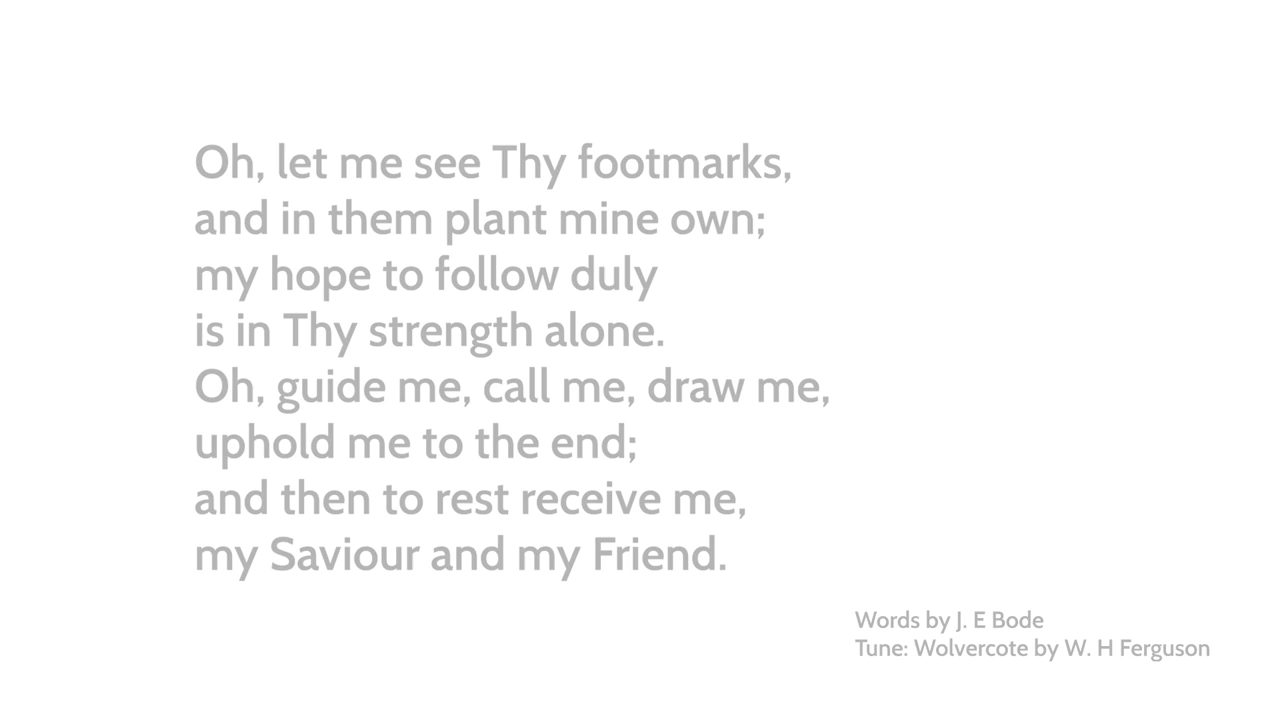 Oh, let me see Thy footmarks,
and in them plant mine own;
my hope to follow duly
is in Thy strength alone.
Oh, guide me, call me, draw me,
uphold me to the end;
and then to rest receive me,
my Saviour and my Friend.
Words by J. E Bode
Tune: Wolvercote by W. H Ferguson